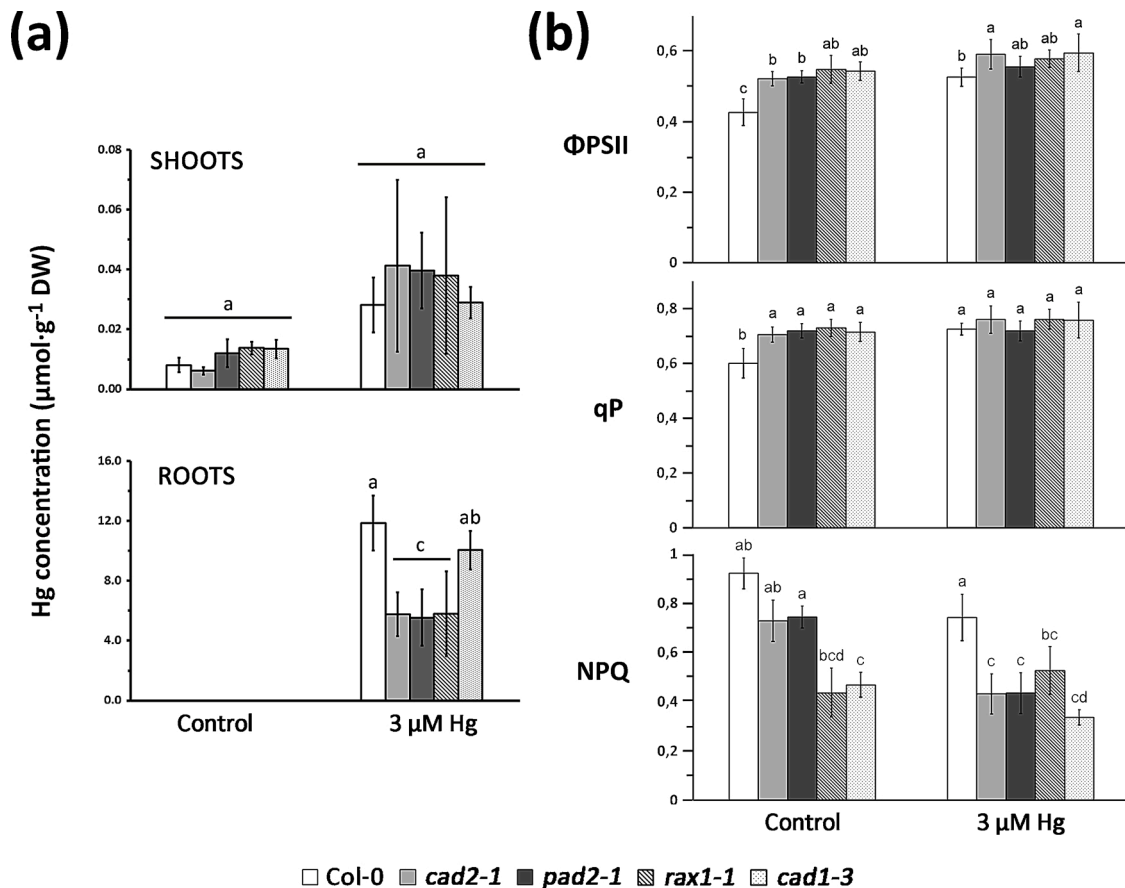 (a)
SHOOTS
0.08
0.06
0.04
0.02
0.00
a
a
ROOTS
16.0
12.0
8.0
4.0
0.0
a
c
ab
Hg concentration (µmol·g⁻¹ DW)
Control 3 µM Hg
(b)
ΦPSII
0,6
0,4
0,2
0
c b b ab ab
b a ab ab a
qP
0,8
0,6
0,4
0,2
0
b a a a a
a a a a a
NPQ
1
0,8
0,6
0,4
0,2
0
ab ab a bcd c
a c c bc cd
Control 3 µM Hg
Col-0 cad2-1 pad2-1 rax1-1 cad1-3